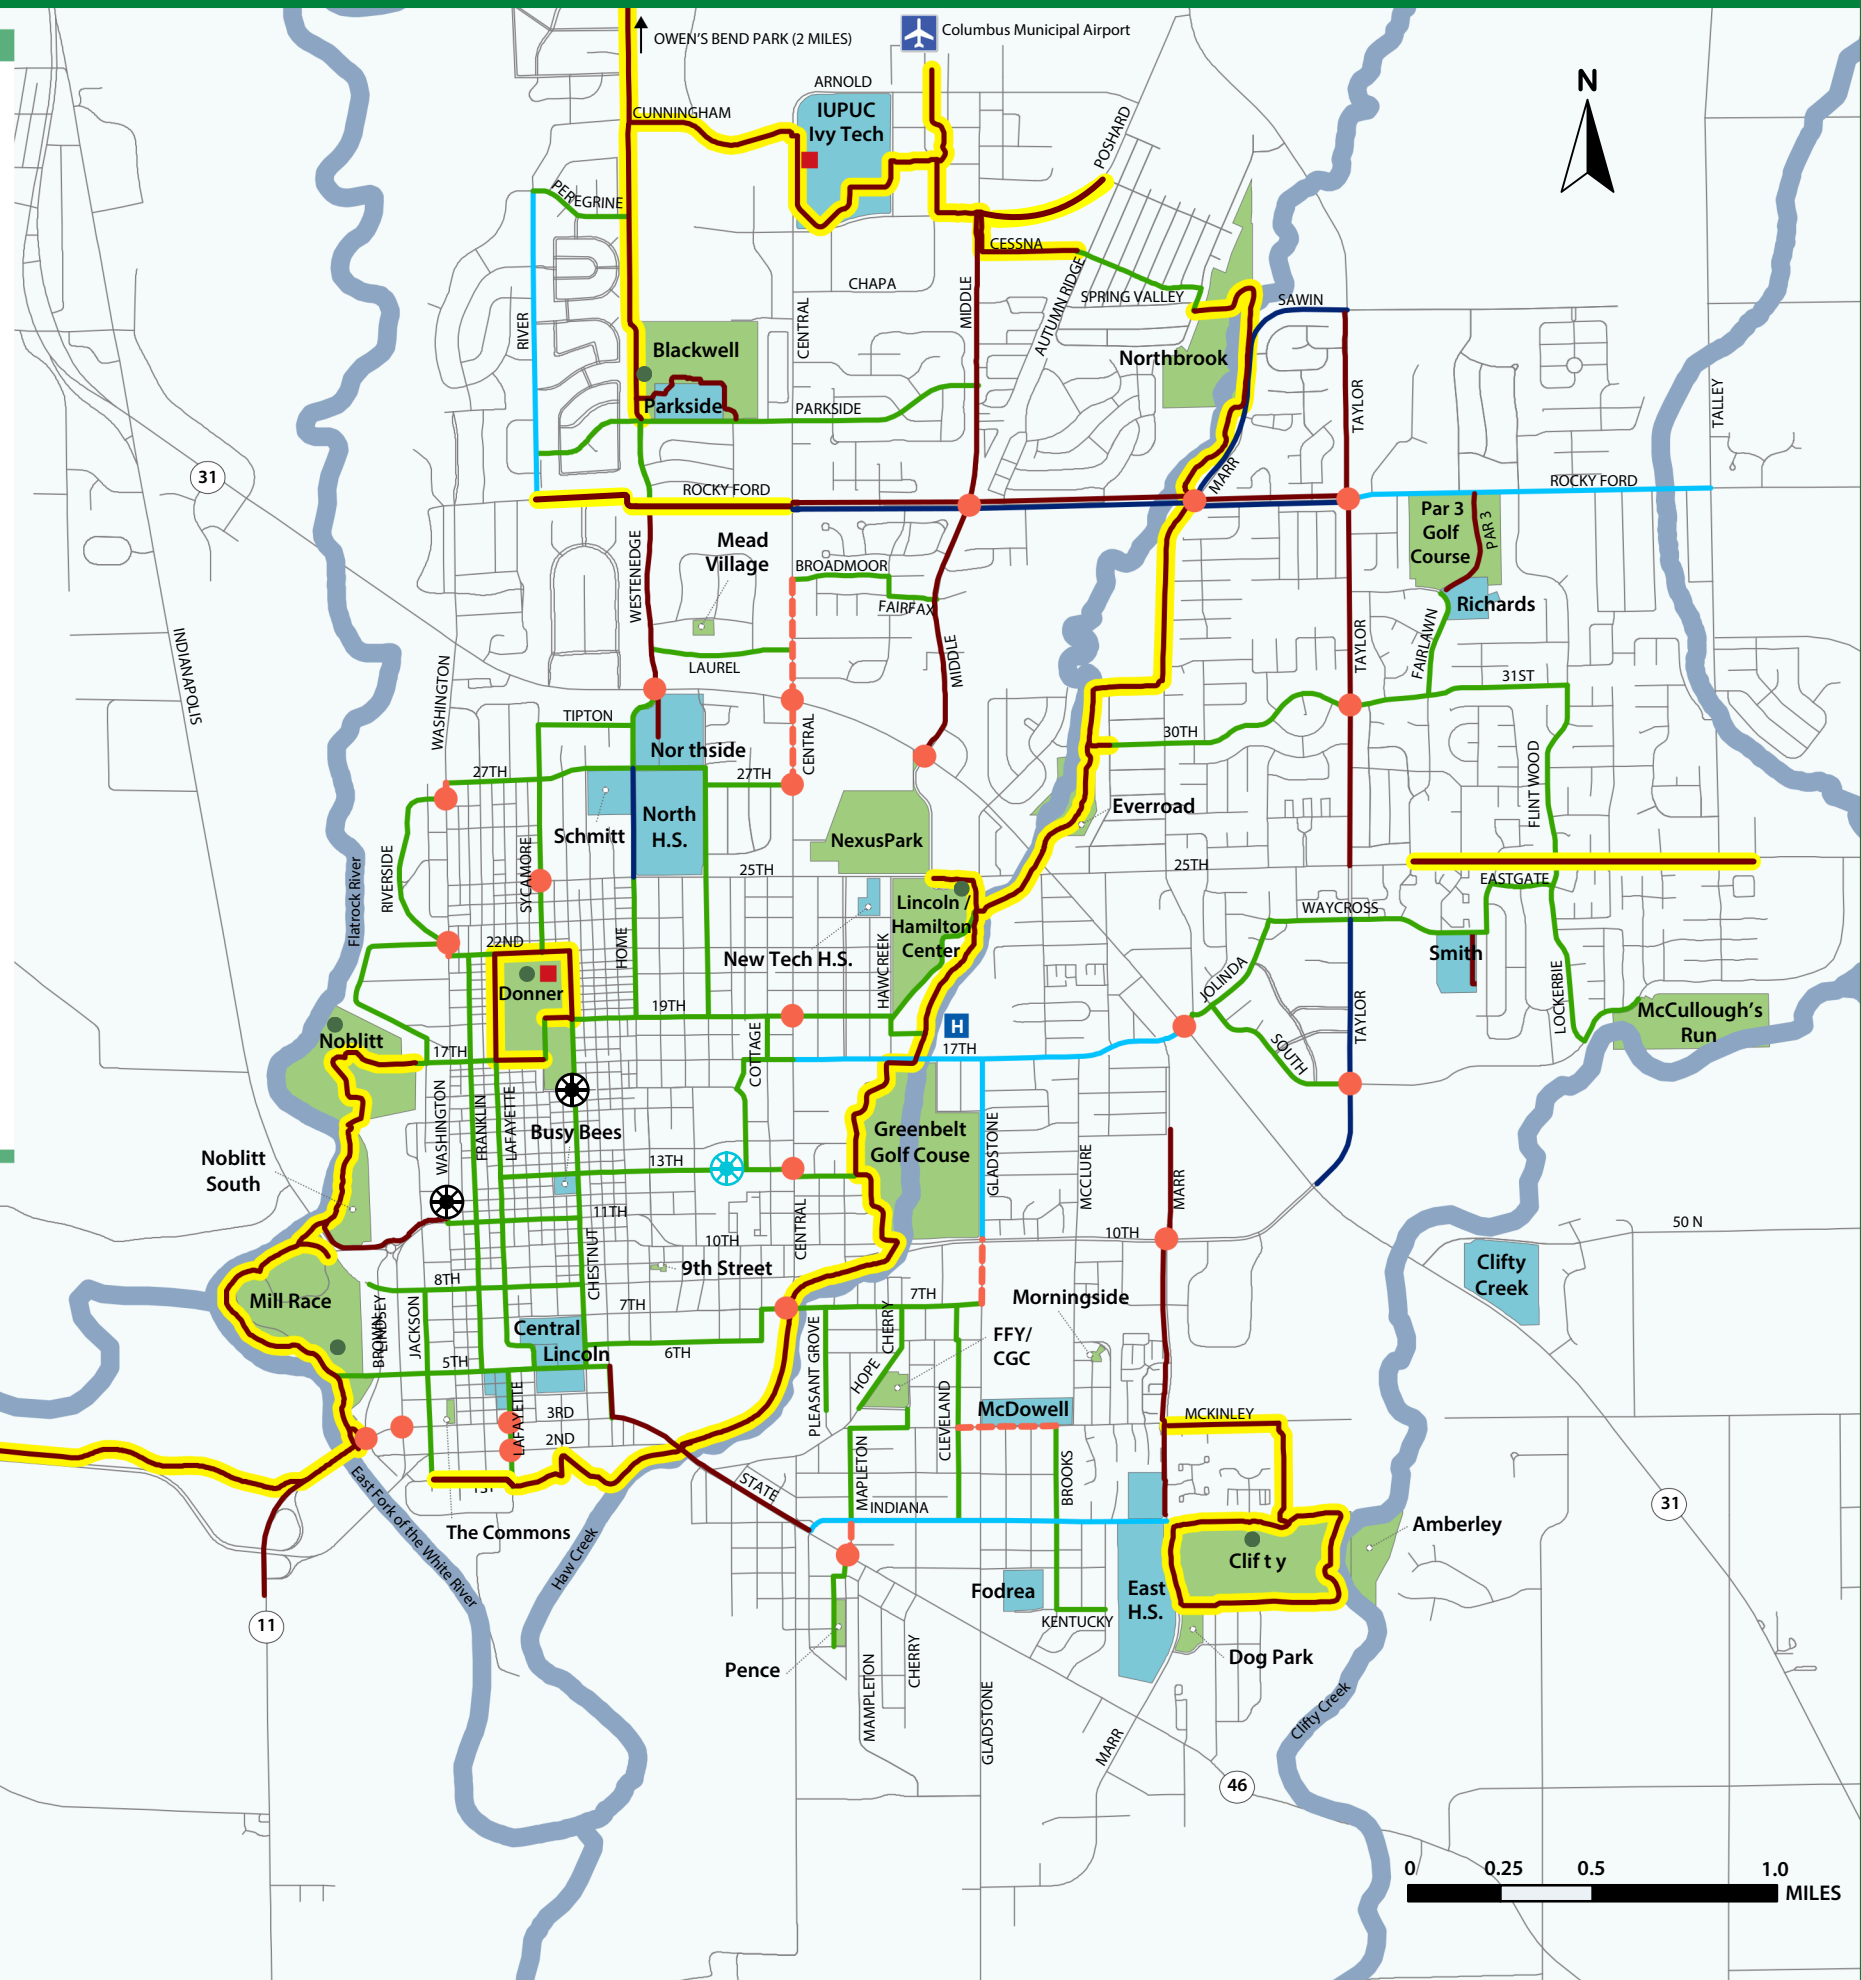 OWEN'S BEND PARK (2 MILES)
Columbus Municipal Airport
ARNOLD
CUNNINGHAM
IUPUC
Ivy Tech
POSHARD
N
PEREGRINE
CESSNA
CHAPA
SPRING VALLEY
SAWIN
RIVER
CENTRAL
MIDDLE
AUTUMN RIDGE
Blackwell
Northbrook
Parkside
PARKSIDE
TAYLOR
TALLEY
31
ROCKY FORD
MARR
ROCKY FORD
Par 3
Golf
Course
PAR 3
WESTENEDGE
Mead
Village
BROADMOOR
FAIRFAX
Richards
INDIANAPOLIS
LAUREL
MIDDLE
TAYLOR
FAIRLAWN
31ST
WASHINGTON
TIPTON
Nor thside
CENTRAL
30TH
27TH
27TH
FLINTWOOD
Schmitt
North
H.S.
NexusPark
Everroad
SYCAMORE
RIVERSIDE
Flatrock River
25TH
25TH
EASTGATE
Lincoln /
Hamilton
Center
WAYCROSS
22ND
HOME
New Tech H.S.
HAWCREEK
Smith
Donner
JOLINDA
LOCKERBIE
19TH
H
TAYLOR
McCullough's
Run
Noblitt
17TH
COTTAGE
17TH
SOUTH
WASHINGTON
FRANKLIN
LAFAYETTE
Busy Bees
Greenbelt
Golf Couse
GLADSTONE
MCCLURE
MARR
Noblitt
South
13TH
11TH
10TH
CENTRAL
10TH
50 N
CHESTNUT
9th Street
Clifty
Creek
8TH
Mill Race
7TH
7TH
Morningside
BROWN
LINDSEY
JACKSON
Central
Lincoln
6TH
5TH
PLEASANT GROVE
CHERRY
HOPE
FFY/
CGC
CLEVELAND
McDowell
MCKINLEY
LAFAYETTE
3RD
2ND
1ST
STATE
MAPLETON
INDIANA
BROOKS
31
East Fork of the White River
The Commons
Haw Creek
Amberley
Clif t y
Fodrea
East
H.S.
KENTUCKY
11
Pence
Dog Park
MAMPLETON
CHERRY
GLADSTONE
MARR
Clifty Creek
46
0 0.25 0.5 1.0
MILES